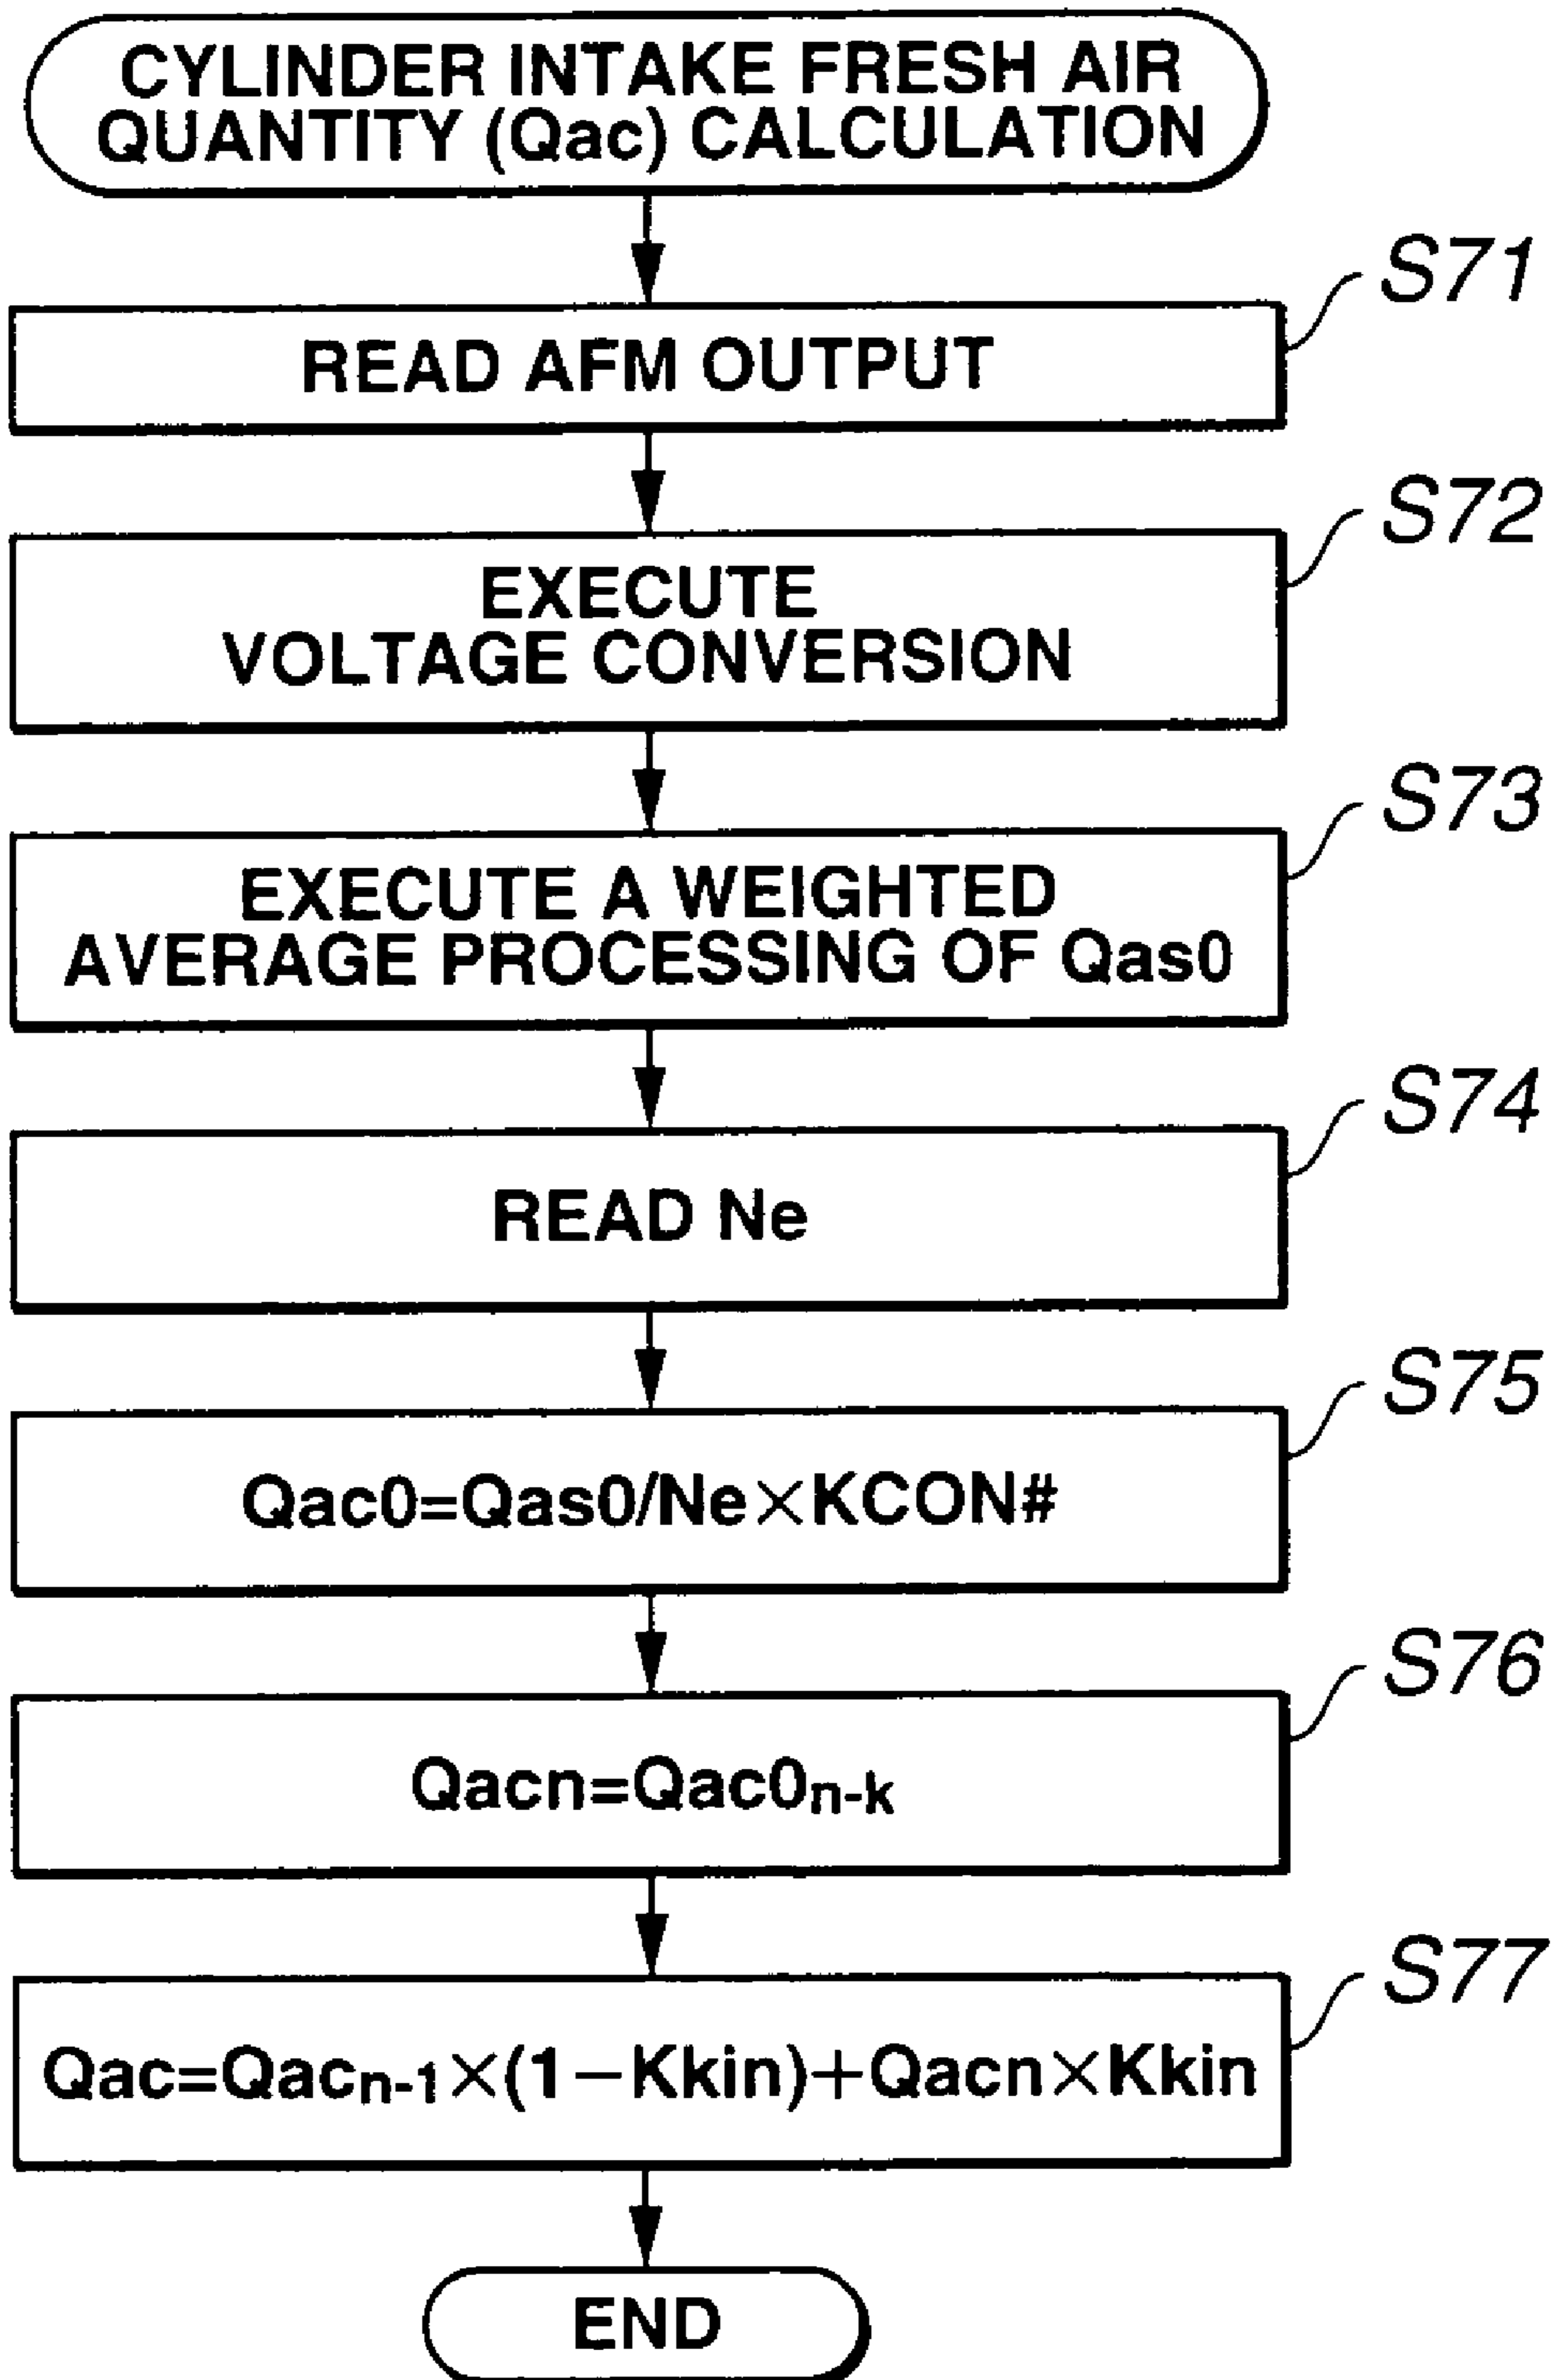 CYLINDER INTAKE FRESH AIR
QUANTITY (Qac) CALCULATION
S71
READ AFM OUTPUT
S72
EXECUTE
VOLTAGE CONVERSION
S73
EXECUTE A WEIGHTED
AVERAGE PROCESSING OF Qas0
S74
READ Ne
S75
Qac0=Qas0/Ne×KCON#
S76
Qacn=Qac0n-k
S77
Qac=Qacn-1×(1−Kkin)+Qacn×Kkin
END